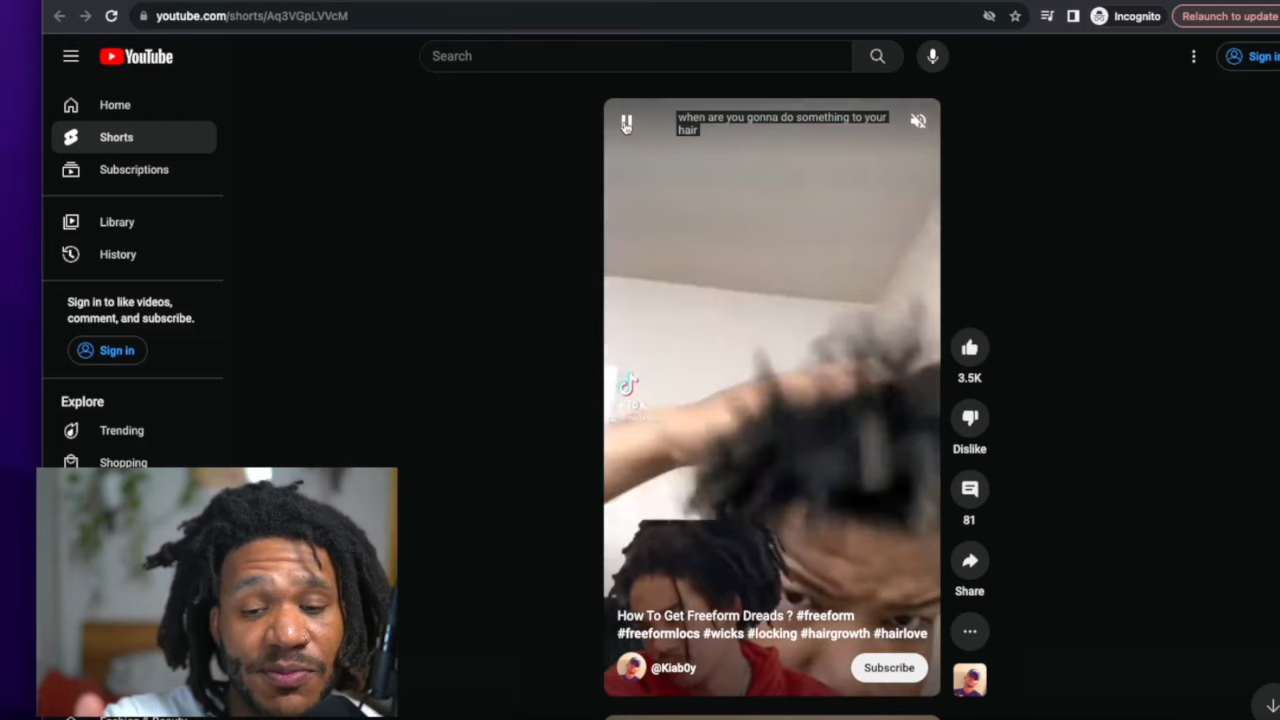 youtube.com/shorts/Aq3VGpLVVcM
Incognito
Relaunch to update
YouTube
Search
Sign in
Home
Shorts
Subscriptions
Library
History
Sign in to like videos,
comment, and subscribe.
Sign in
Explore
Trending
Shopping
when are you gonna do something to your
hair
3.5K
Dislike
81
Share
How To Get Freeform Dreads ? #freeform
#freeformlocs #wicks #locking #hairgrowth #hairlove
@Kiab0y
Subscribe